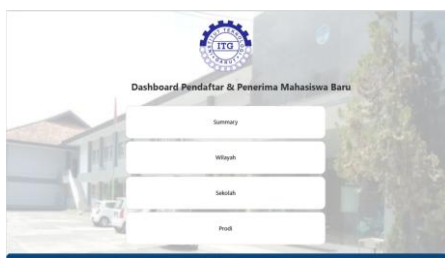 ITG
Dashboard Pendaftar & Penerima Mahasiswa Baru
Summary
Wilayah
Sekolah
Prodi